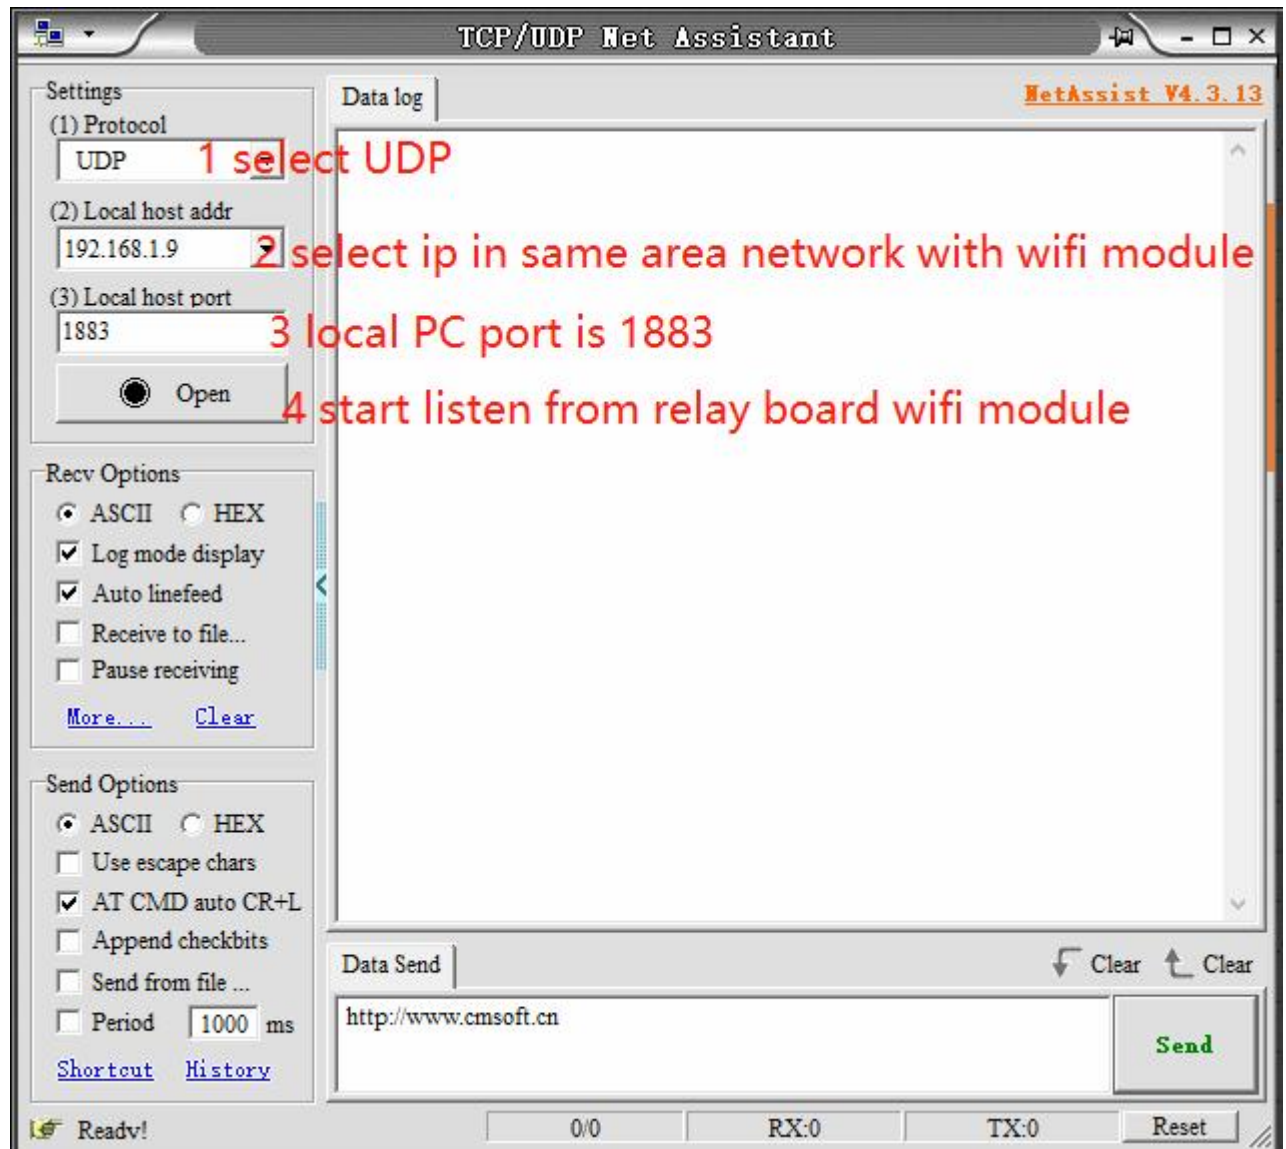 TCP/UDP Net Assistant
Settings
(1) Protocol
UDP
1 select UDP
(2) Local host addr
192.168.1.9
2 select ip in same area network with wifi module
(3) Local host port
1883
3 local PC port is 1883
Open
4 start listen from relay board wifi module
Recv Options
ASCII HEX
Log mode display
Auto linefeed
Receive to file...
Pause receiving
More... Clear
Send Options
ASCII HEX
Use escape chars
AT CMD auto CR+L
Append checkbits
Send from file ...
Period 1000 ms
Shortcut History
Data log
NetAssist V4.3.13
Data Send
Clear Clear
http://www.cmsoft.cn
Send
Ready!
0/0
RX:0
TX:0
Reset